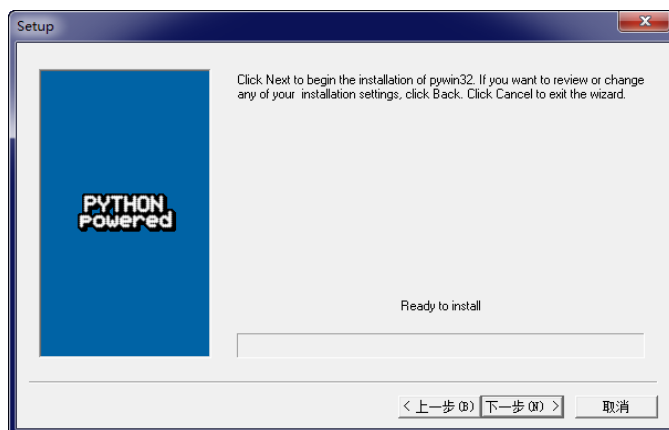 Setup
Click Next to begin the installation of pywin32. If you want to review or change
any of your installation settings, click Back. Click Cancel to exit the wizard.
PYTHON
Powered
Ready to install
< 上一步(B)
下一步(N) >
取消